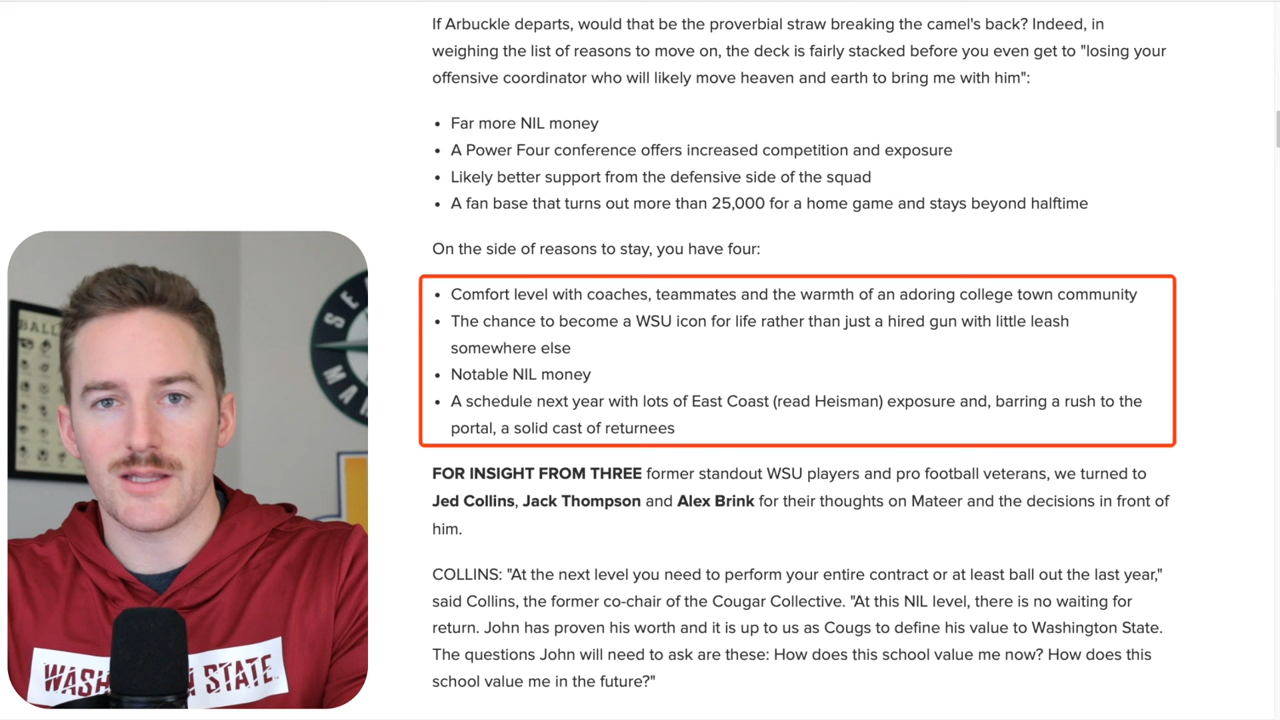 If Arbuckle departs, would that be the proverbial straw breaking the camel's back? Indeed, in
weighing the list of reasons to move on, the deck is fairly stacked before you even get to "losing your
offensive coordinator who will likely move heaven and earth to bring me with him":
• Far more NIL money
• A Power Four conference offers increased competition and exposure
• Likely better support from the defensive side of the squad
• A fan base that turns out more than 25,000 for a home game and stays beyond halftime
On the side of reasons to stay, you have four:
• Comfort level with coaches, teammates and the warmth of an adoring college town community
• The chance to become a WSU icon for life rather than just a hired gun with little leash
somewhere else
• Notable NIL money
• A schedule next year with lots of East Coast (read Heisman) exposure and, barring a rush to the
portal, a solid cast of returnees
FOR INSIGHT FROM THREE former standout WSU players and pro football veterans, we turned to
Jed Collins, Jack Thompson and Alex Brink for their thoughts on Mateer and the decisions in front of
him.
COLLINS: "At the next level you need to perform your entire contract or at least ball out the last year,"
said Collins, the former co-chair of the Cougar Collective. "At this NIL level, there is no waiting for
return. John has proven his worth and it is up to us as Cougs to define his value to Washington State.
The questions John will need to ask are these: How does this school value me now? How does this
school value me in the future?"
BALL
SE
MA
WASH N STATE